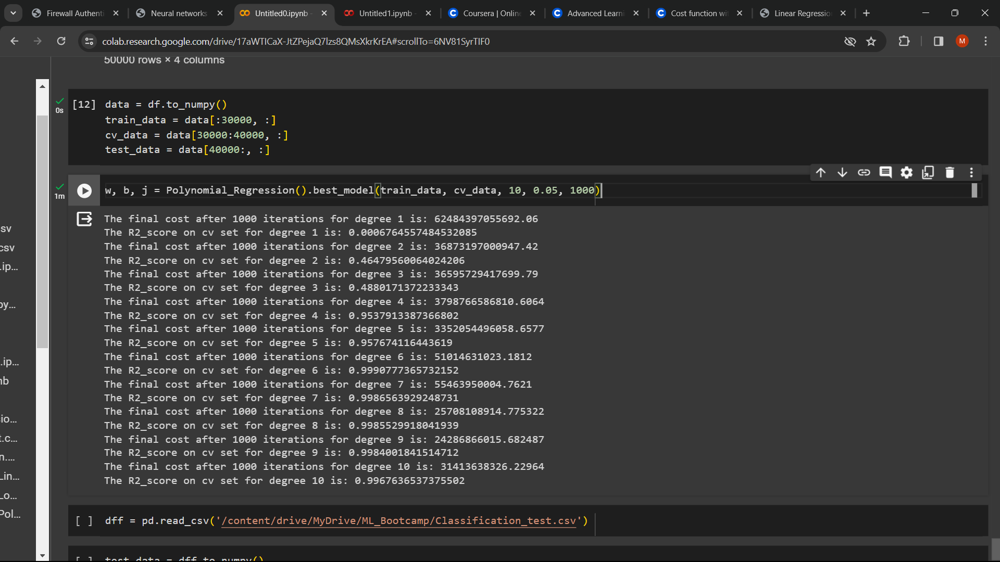 Firewall Authenti
Neural networks
Untitled0.ipynb -
Untitled1.ipynb -
Coursera | Online
Advanced Learni
Cost function wi
Linear Regressio
colab.research.google.com/drive/17aWTICaX-JtZPejaQ7lzs8QMsXkrKrEA#scrollTo=6NV81SyrTIF0
M
50000 rows × 4 columns
0s
[12] data = df.to_numpy()
train_data = data[:30000, :]
cv_data = data[30000:40000, :]
test_data = data[40000:, :]
1m
w, b, j = Polynomial_Regression().best_model(train_data, cv_data, 10, 0.05, 1000)
The final cost after 1000 iterations for degree 1 is: 62484397055692.06
The R2_score on cv set for degree 1 is: 0.0006764557484532085
The final cost after 1000 iterations for degree 2 is: 36873197000947.42
The R2_score on cv set for degree 2 is: 0.46479560064024206
The final cost after 1000 iterations for degree 3 is: 36595729417699.79
The R2_score on cv set for degree 3 is: 0.4880171372233343
The final cost after 1000 iterations for degree 4 is: 3798766586810.6064
The R2_score on cv set for degree 4 is: 0.9537913387366802
The final cost after 1000 iterations for degree 5 is: 3352054496058.6577
The R2_score on cv set for degree 5 is: 0.957674116443619
The final cost after 1000 iterations for degree 6 is: 51014631023.1812
The R2_score on cv set for degree 6 is: 0.9990777365732152
The final cost after 1000 iterations for degree 7 is: 55463950004.7621
The R2_score on cv set for degree 7 is: 0.9986563929248731
The final cost after 1000 iterations for degree 8 is: 25708108914.775322
The R2_score on cv set for degree 8 is: 0.9985529918041939
The final cost after 1000 iterations for degree 9 is: 24286866015.682487
The R2_score on cv set for degree 9 is: 0.9984001841514712
The final cost after 1000 iterations for degree 10 is: 31413638326.22964
The R2_score on cv set for degree 10 is: 0.9967636537375502
[ ] dff = pd.read_csv('/content/drive/MyDrive/ML_Bootcamp/Classification_test.csv')
[ ] test_data = dff.to_numpy()
sv
csv
.ip...
py...
.ip...
nb
io...
t.c...
n....
Lin...
Lo...
Pol...